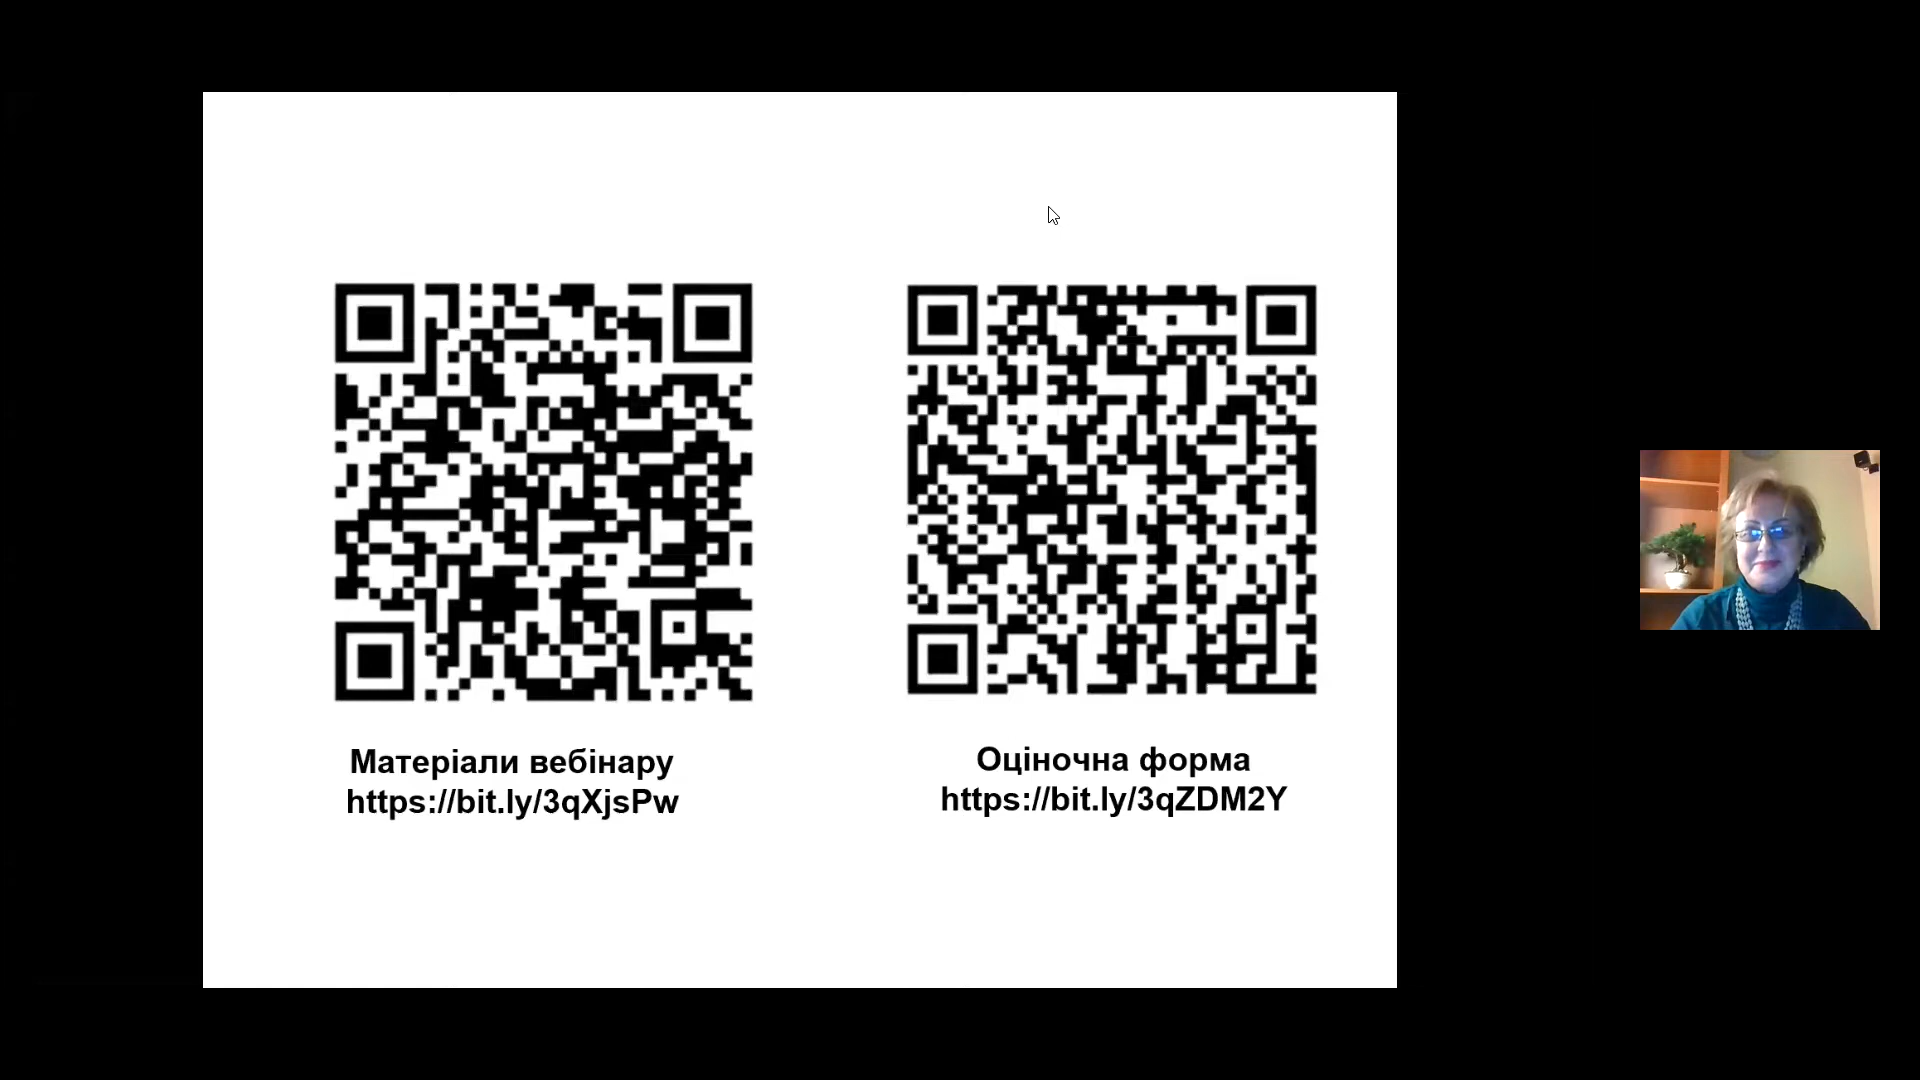 Матеріали вебінару
https://bit.ly/3qXjsPw
Оціночна форма
https://bit.ly/3qZDM2Y